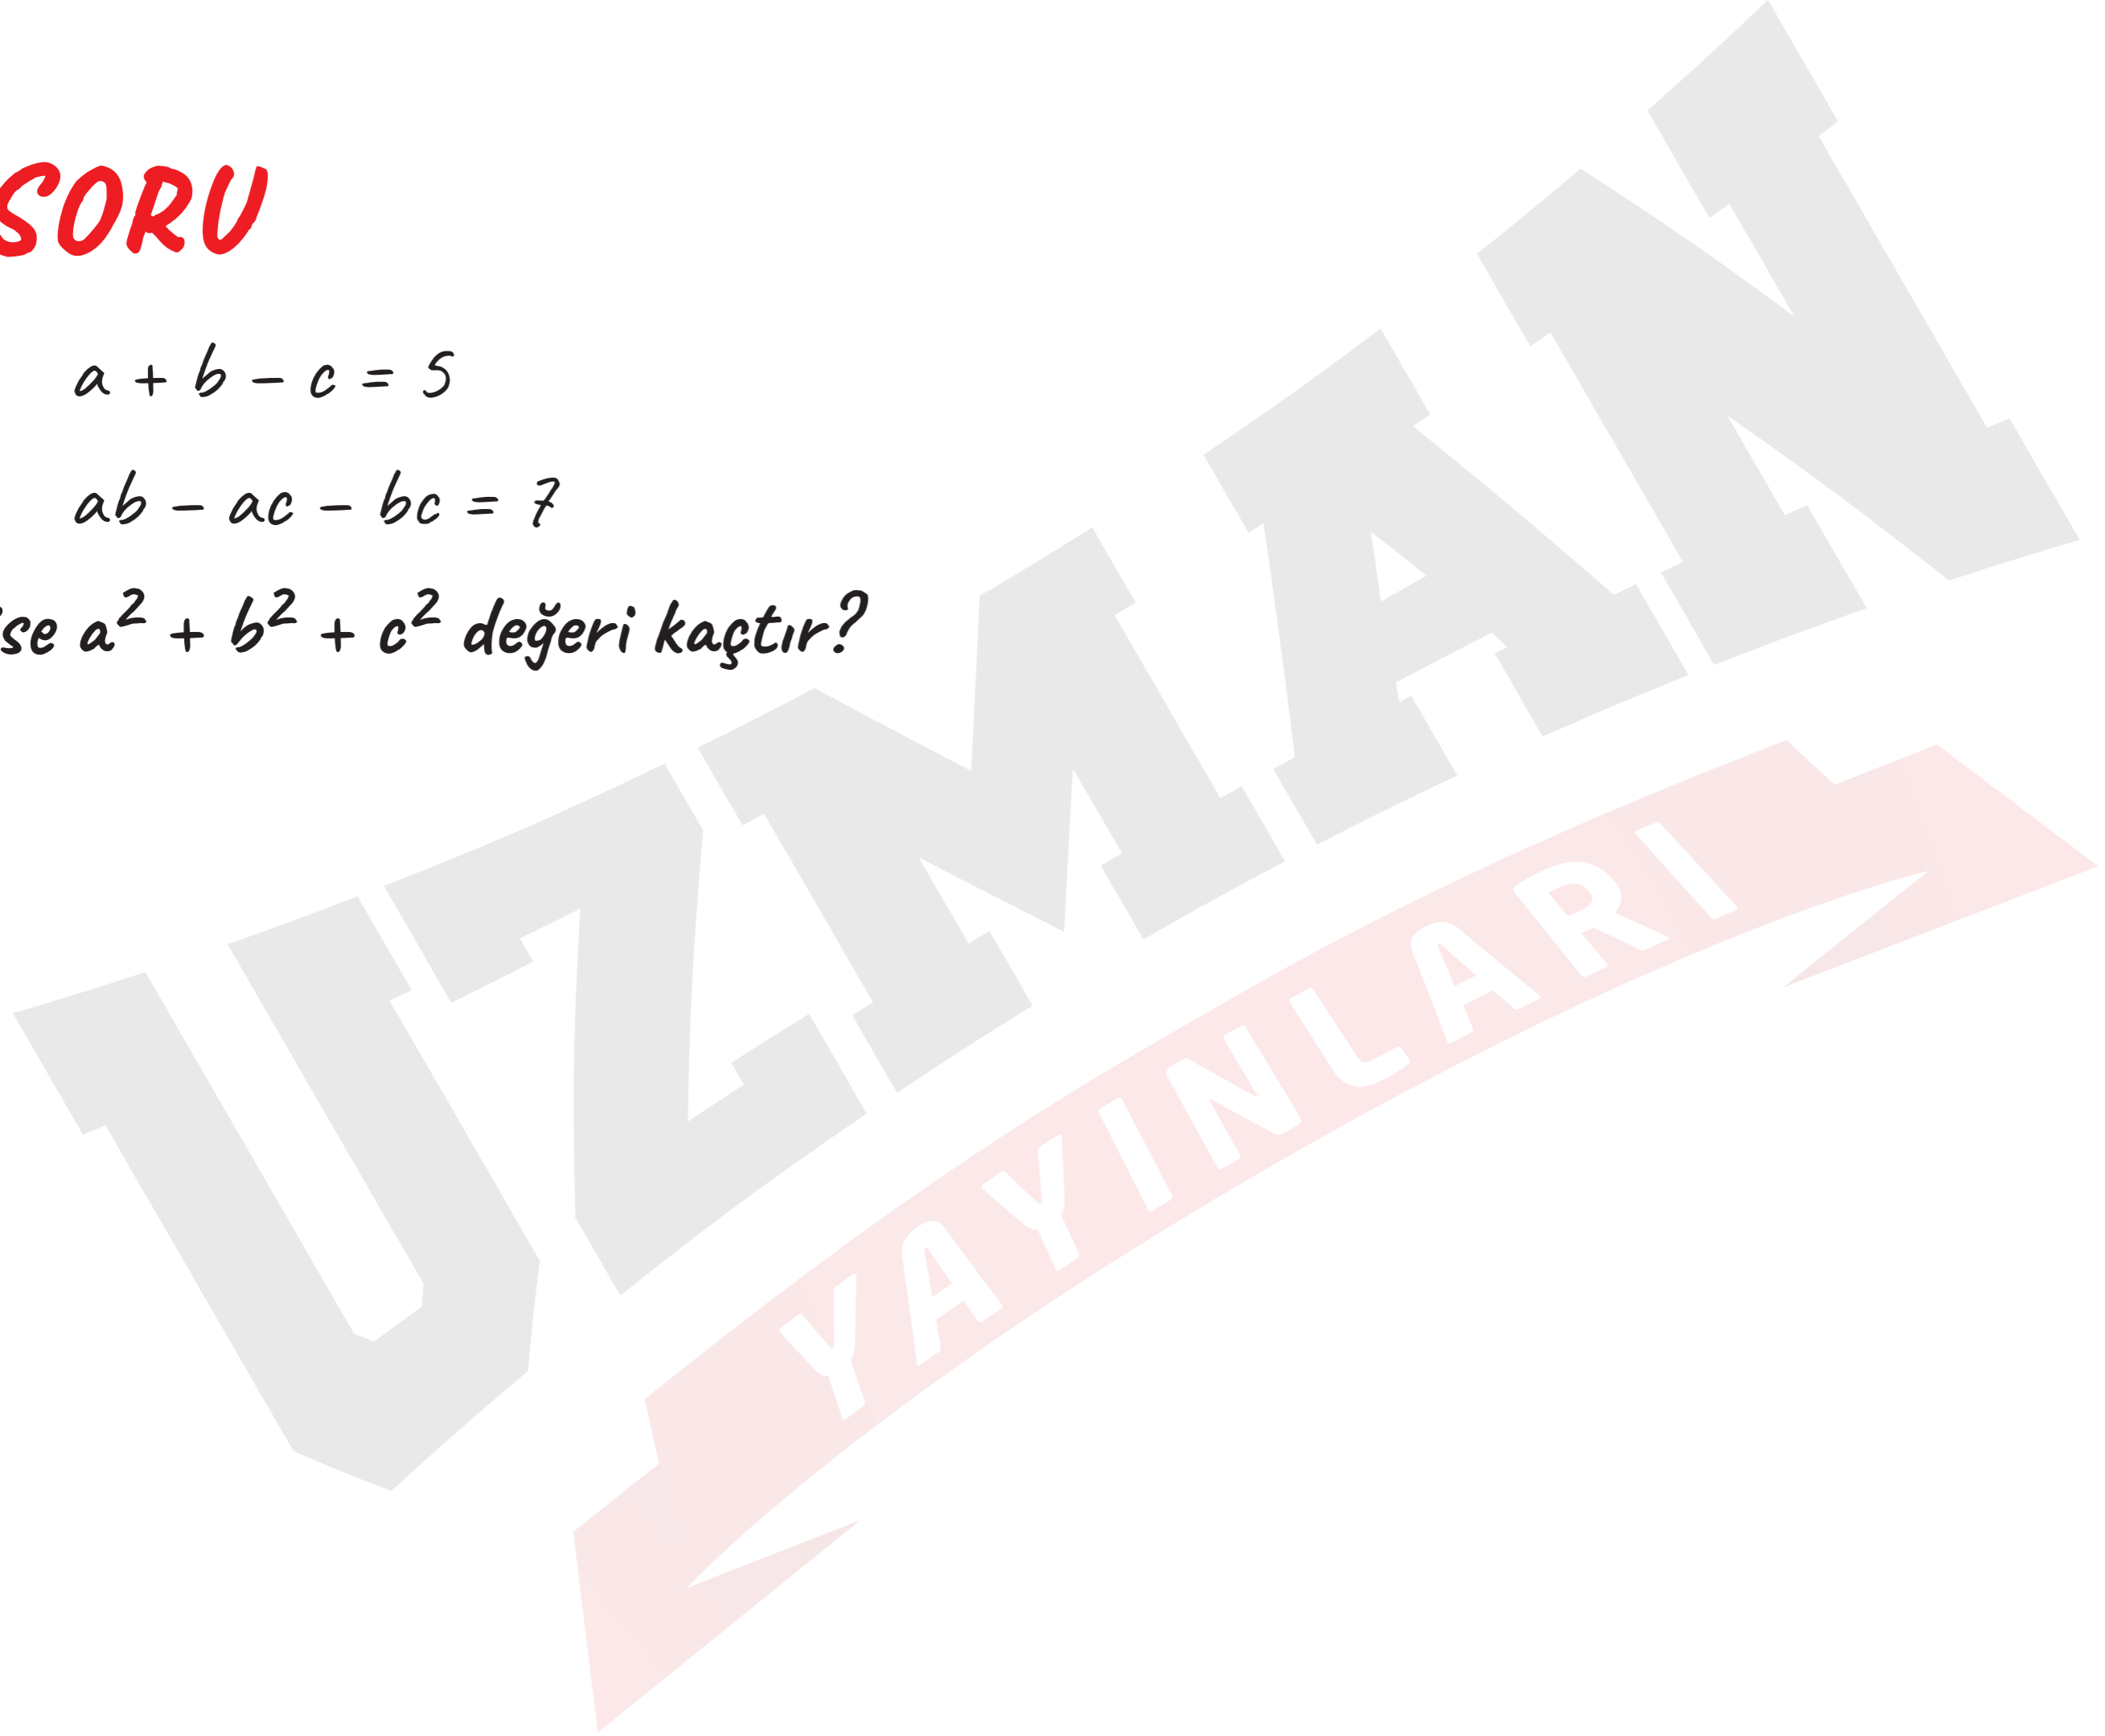 SORU
a + b - c = 5
ab - ac - bc = 7
ise a² + b² + c² değeri kaçtır?
UZMAN
YAYINLARI